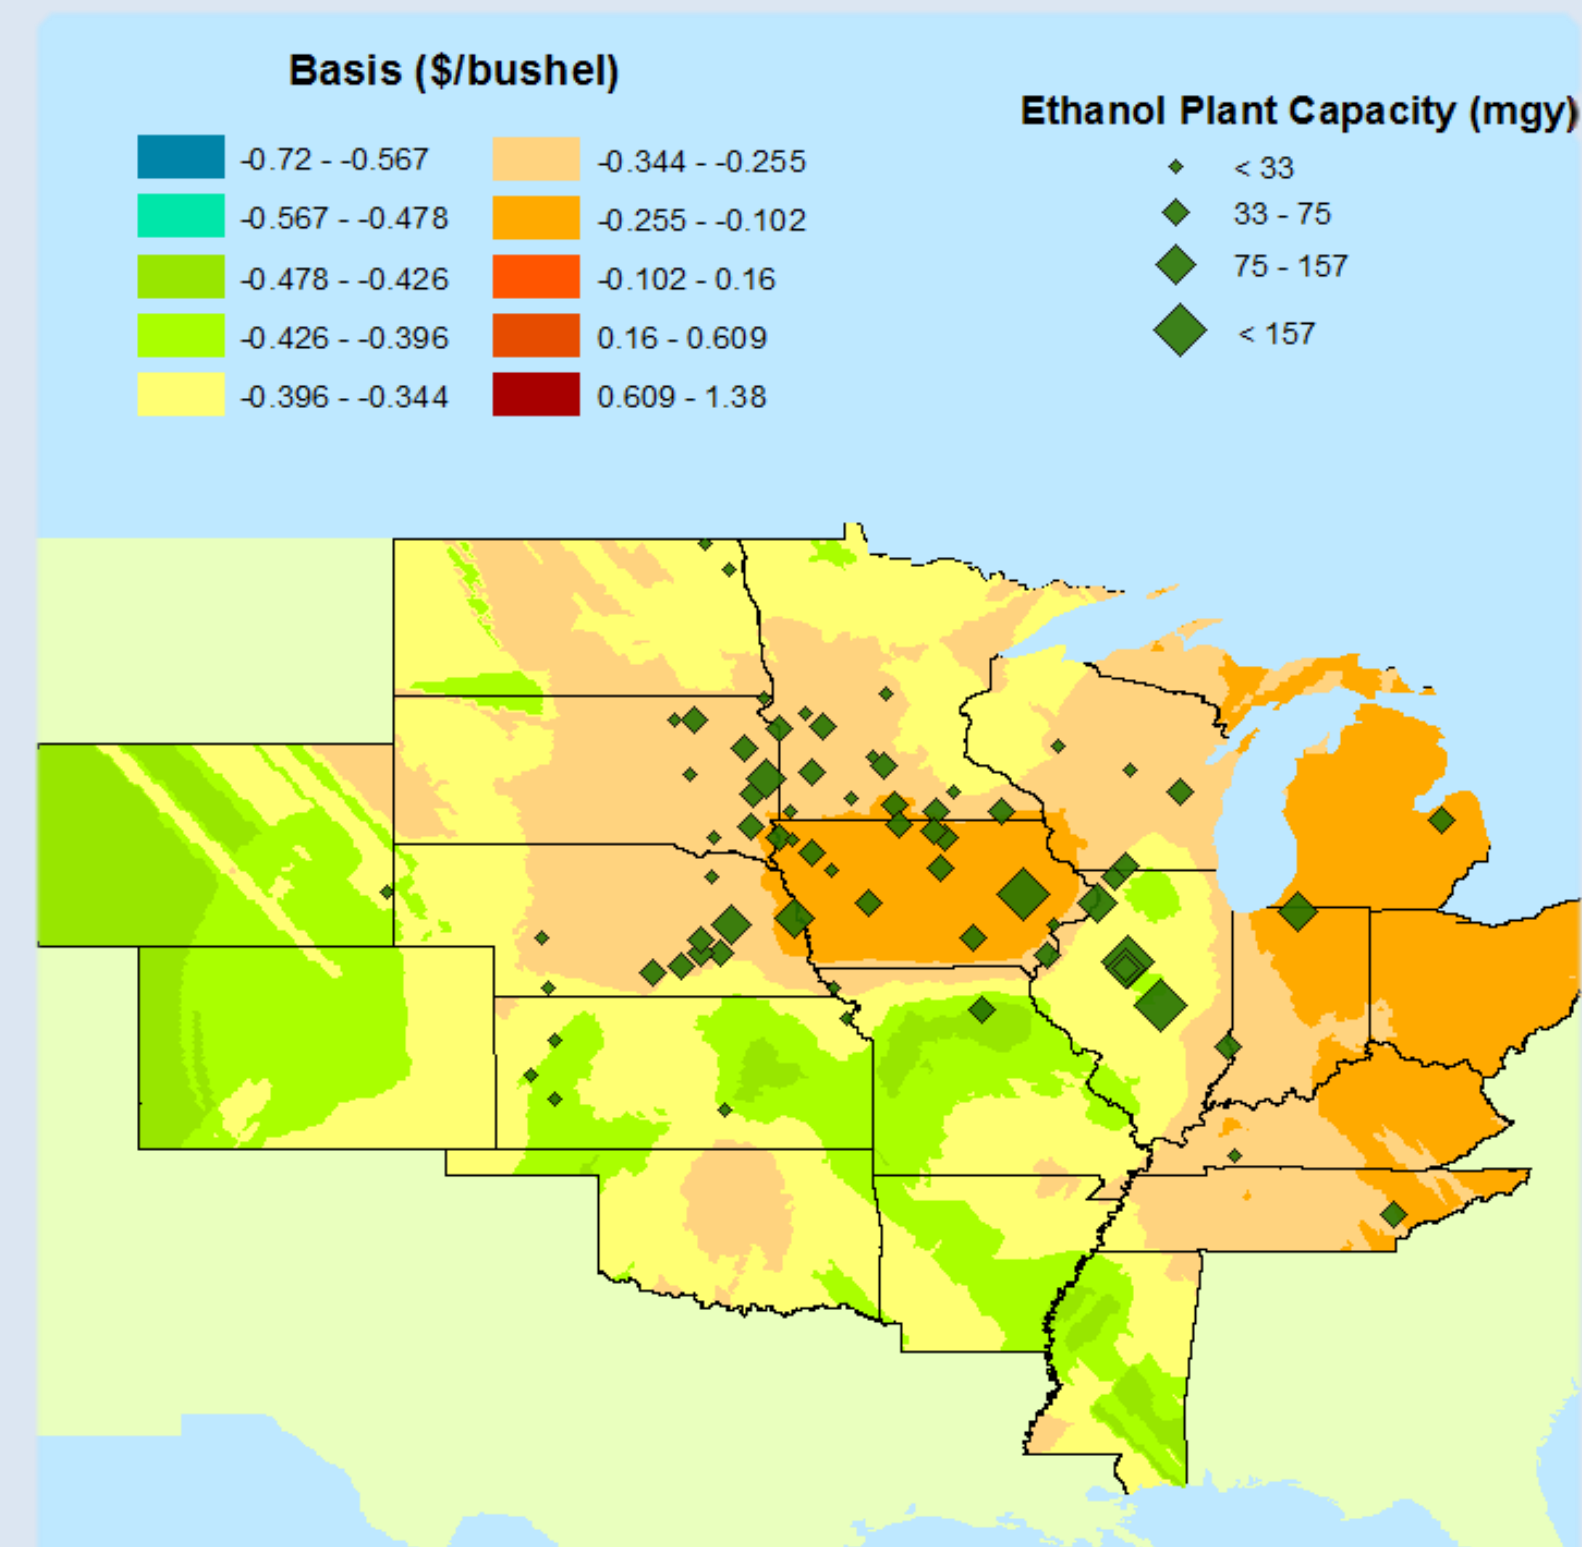 Basis ($/bushel)
-0.72 - -0.567
-0.567 - -0.478
-0.478 - -0.426
-0.426 - -0.396
-0.396 - -0.344
-0.344 - -0.255
-0.255 - -0.102
-0.102 - 0.16
0.16 - 0.609
0.609 - 1.38
Ethanol Plant Capacity (mgy)
< 33
33 - 75
75 - 157
< 157